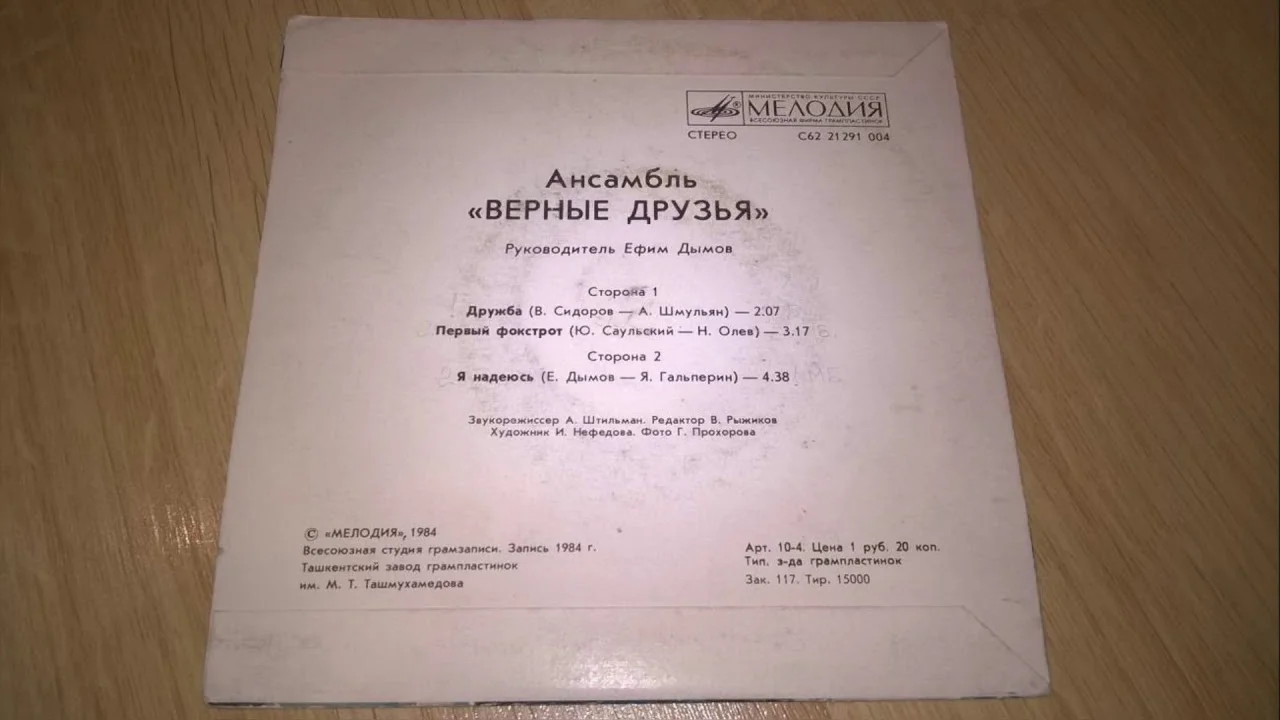 МИНИСТЕРСТВО КУЛЬТУРЫ СССР
МЕЛОДИЯ
ВСЕСОЮЗНАЯ ФИРМА ГРАМПЛАСТИНОК
СТЕРЕО С62 21291 004
Ансамбль
«ВЕРНЫЕ ДРУЗЬЯ»
Руководитель Ефим Дымов
Сторона 1
Дружба (В. Сидоров — А. Шмульян) — 2.07
Первый фокстрот (Ю. Саульский — Н. Олев) — 3.17
Сторона 2
Я надеюсь (Е. Дымов — Я. Гальперин) — 4.38
Звукорежиссер А. Штильман. Редактор В. Рыжиков
Художник И. Нефедова. Фото Г. Прохорова
© «МЕЛОДИЯ», 1984
Всесоюзная студия грамзаписи. Запись 1984 г.
Ташкентский завод грампластинок
им. М. Т. Ташмухамедова
Арт. 10-4. Цена 1 руб. 20 коп.
Тип. з-да грампластинок
Зак. 117. Тир. 15000